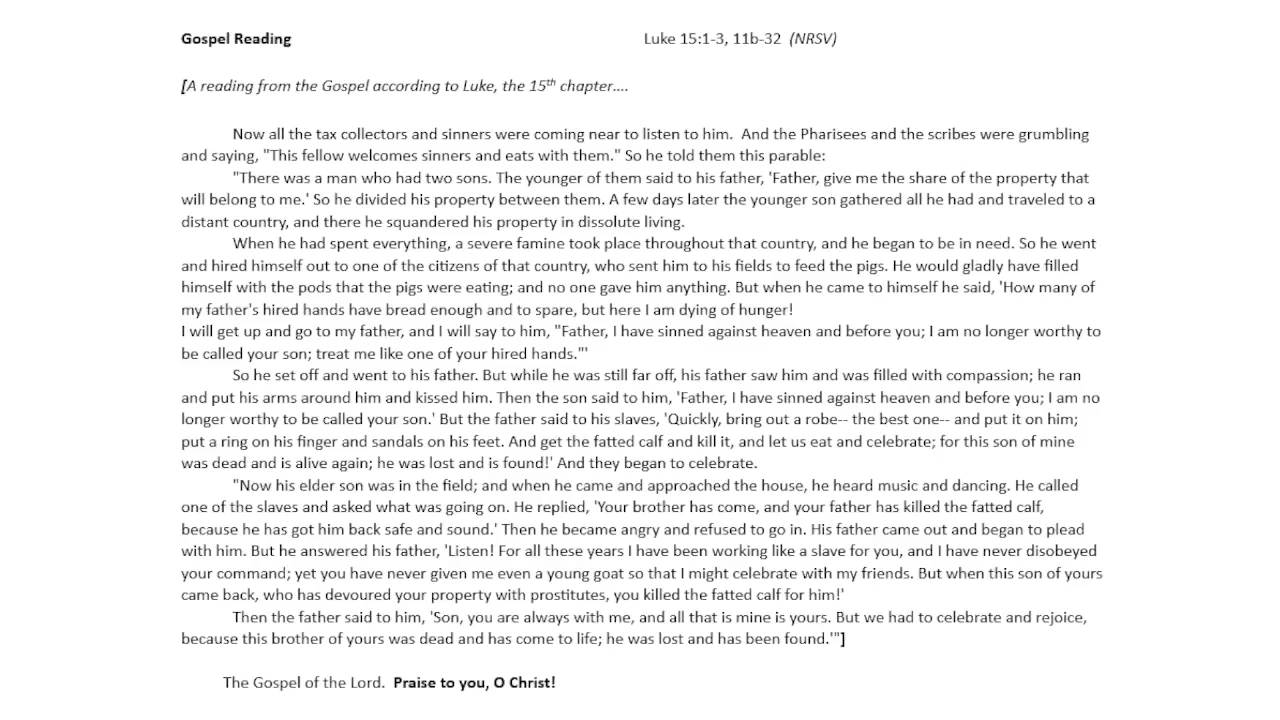 Gospel Reading Luke 15:1-3, 11b-32 (NRSV)
[A reading from the Gospel according to Luke, the 15th chapter....
Now all the tax collectors and sinners were coming near to listen to him. And the Pharisees and the scribes were grumbling
and saying, "This fellow welcomes sinners and eats with them." So he told them this parable:
"There was a man who had two sons. The younger of them said to his father, 'Father, give me the share of the property that
will belong to me.' So he divided his property between them. A few days later the younger son gathered all he had and traveled to a
distant country, and there he squandered his property in dissolute living.
When he had spent everything, a severe famine took place throughout that country, and he began to be in need. So he went
and hired himself out to one of the citizens of that country, who sent him to his fields to feed the pigs. He would gladly have filled
himself with the pods that the pigs were eating; and no one gave him anything. But when he came to himself he said, 'How many of
my father's hired hands have bread enough and to spare, but here I am dying of hunger!
I will get up and go to my father, and I will say to him, "Father, I have sinned against heaven and before you; I am no longer worthy to
be called your son; treat me like one of your hired hands."'
So he set off and went to his father. But while he was still far off, his father saw him and was filled with compassion; he ran
and put his arms around him and kissed him. Then the son said to him, 'Father, I have sinned against heaven and before you; I am no
longer worthy to be called your son.' But the father said to his slaves, 'Quickly, bring out a robe-- the best one-- and put it on him;
put a ring on his finger and sandals on his feet. And get the fatted calf and kill it, and let us eat and celebrate; for this son of mine
was dead and is alive again; he was lost and is found!' And they began to celebrate.
"Now his elder son was in the field; and when he came and approached the house, he heard music and dancing. He called
one of the slaves and asked what was going on. He replied, 'Your brother has come, and your father has killed the fatted calf,
because he has got him back safe and sound.' Then he became angry and refused to go in. His father came out and began to plead
with him. But he answered his father, 'Listen! For all these years I have been working like a slave for you, and I have never disobeyed
your command; yet you have never given me even a young goat so that I might celebrate with my friends. But when this son of yours
came back, who has devoured your property with prostitutes, you killed the fatted calf for him!'
Then the father said to him, 'Son, you are always with me, and all that is mine is yours. But we had to celebrate and rejoice,
because this brother of yours was dead and has come to life; he was lost and has been found.'"]
The Gospel of the Lord. Praise to you, O Christ!